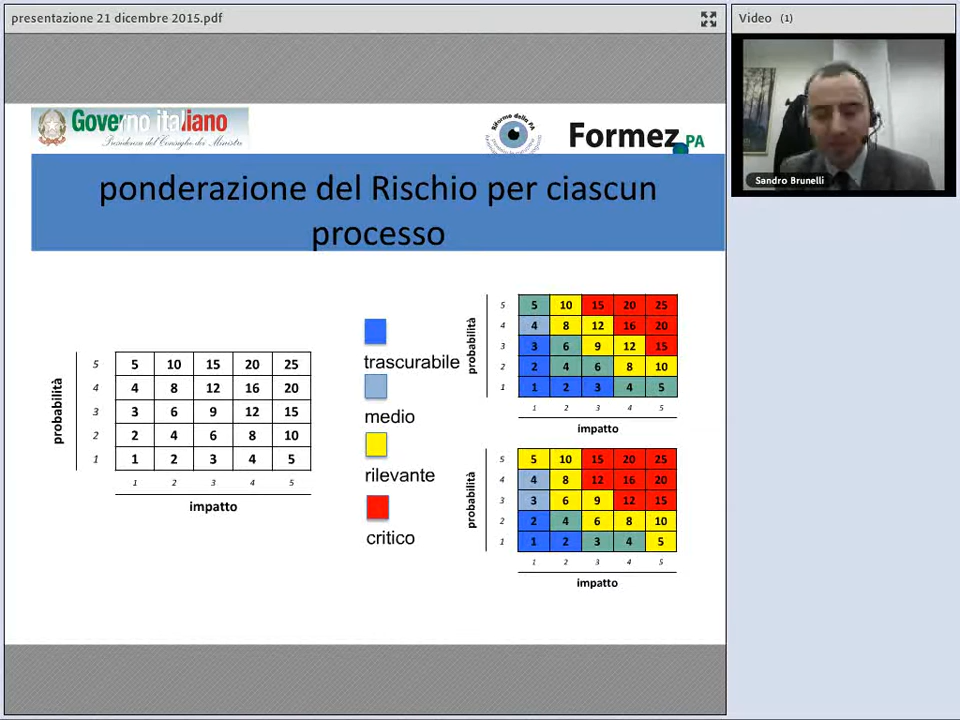 presentazione 21 dicembre 2015.pdf
Video (1)
Sandro Brunelli
Governo italiano
Presidenza del Consiglio dei Ministri
Riforme della PA
Formez PA
ponderazione del Rischio per ciascun
processo
probabilità
5 5 10 15 20 25
4 4 8 12 16 20
3 3 6 9 12 15
2 2 4 6 8 10
1 1 2 3 4 5
1 2 3 4 5
impatto
trascurabile
medio
rilevante
critico
probabilità
5 5 10 15 20 25
4 4 8 12 16 20
3 3 6 9 12 15
2 2 4 6 8 10
1 1 2 3 4 5
1 2 3 4 5
impatto
probabilità
5 5 10 15 20 25
4 4 8 12 16 20
3 3 6 9 12 15
2 2 4 6 8 10
1 1 2 3 4 5
1 2 3 4 5
impatto